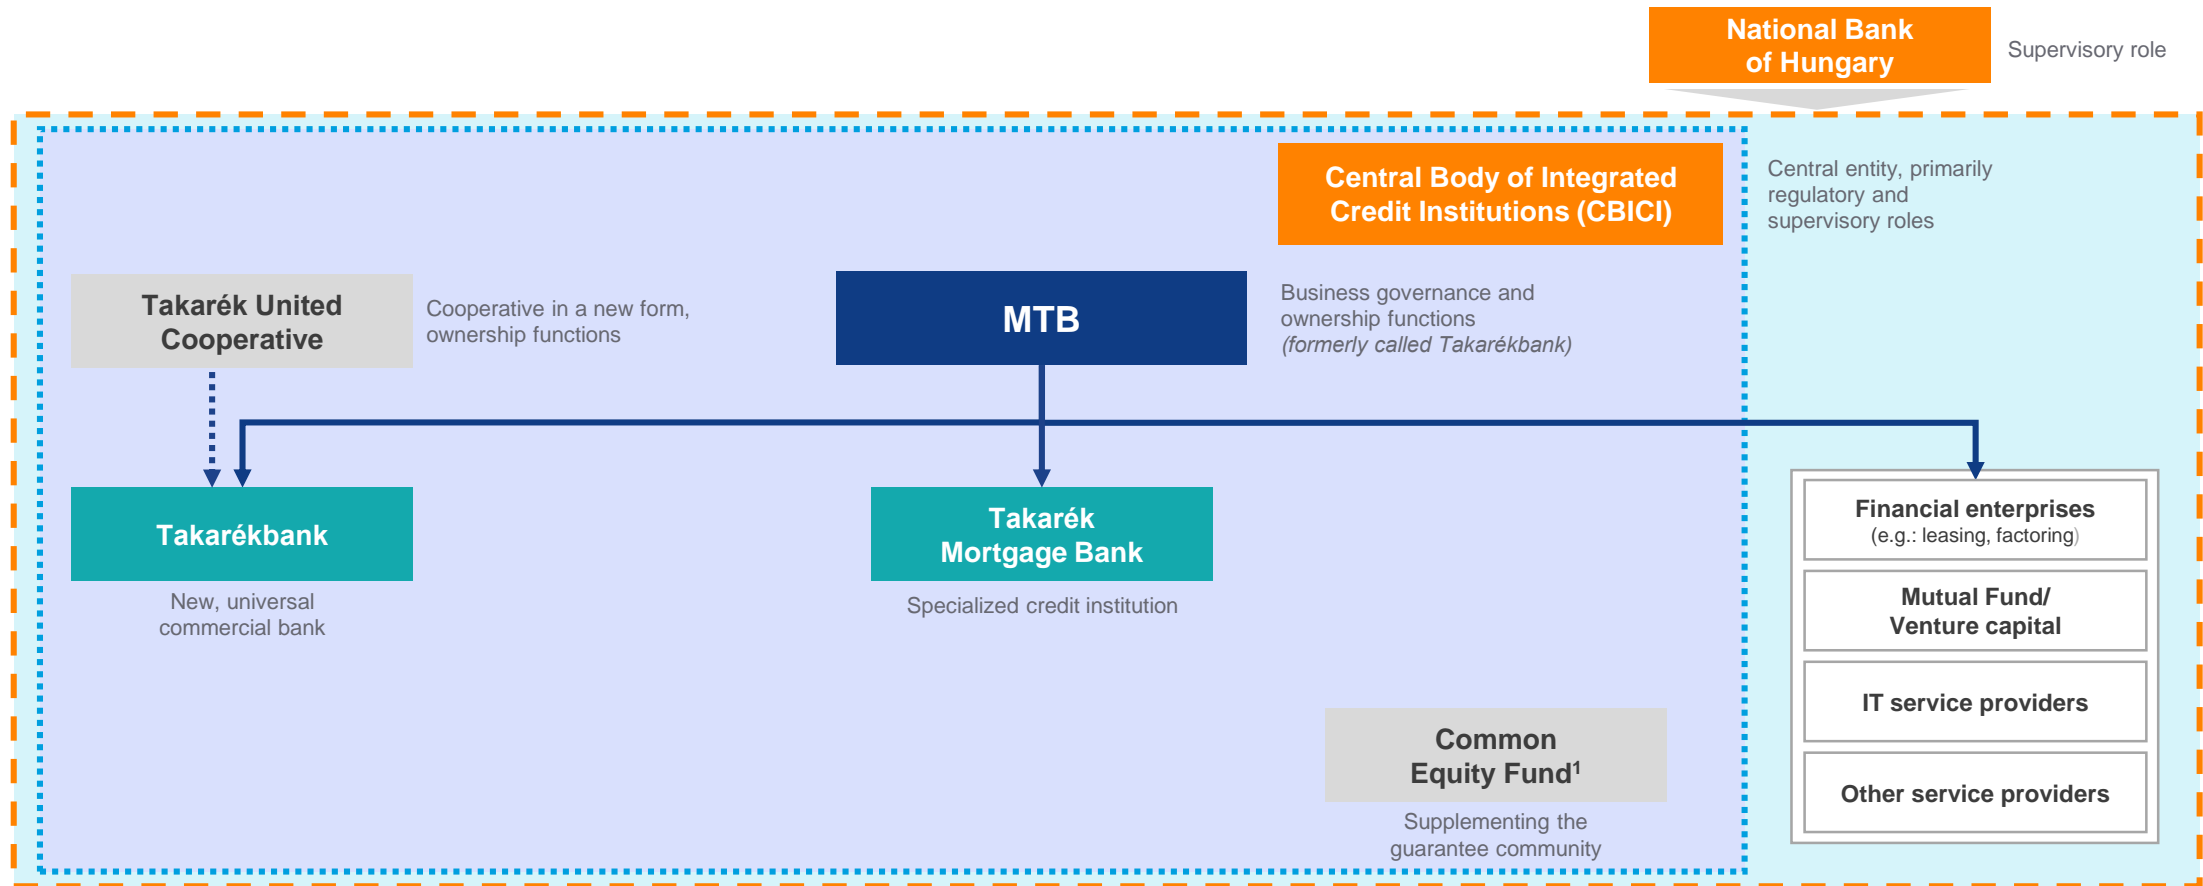 National Bank
of Hungary
Supervisory role
Central Body of Integrated
Credit Institutions (CBICI)
Central entity, primarily
regulatory and
supervisory roles
Takarék United
Cooperative
Cooperative in a new form,
ownership functions
MTB
Business governance and
ownership functions
(formerly called Takarékbank)
Takarékbank
New, universal
commercial bank
Takarék
Mortgage Bank
Specialized credit institution
Financial enterprises
(e.g.: leasing, factoring)
Mutual Fund/
Venture capital
IT service providers
Other service providers
Common
Equity Fund¹
Supplementing the
guarantee community